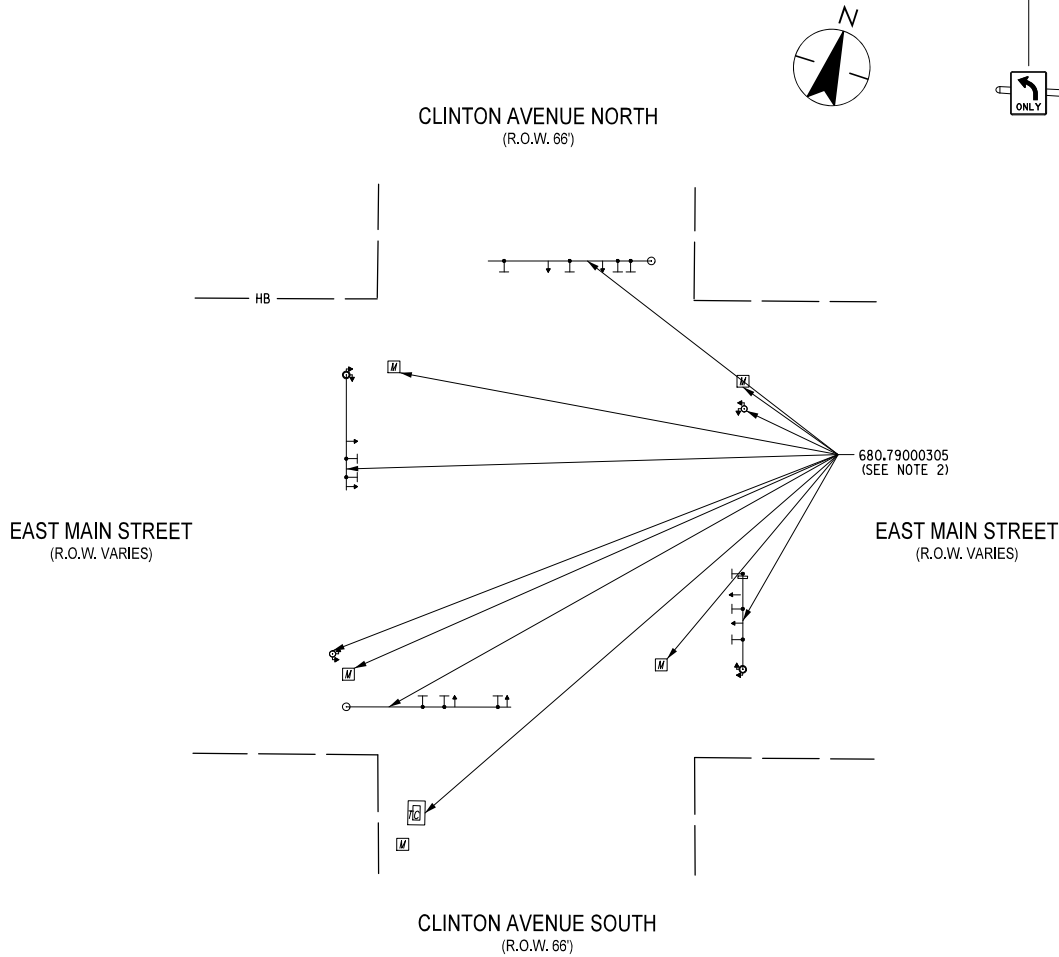 N
ONLY
CLINTON AVENUE NORTH
(R.O.W. 66')
HB
M
M
680.79000305
(SEE NOTE 2)
EAST MAIN STREET
(R.O.W. VARIES)
EAST MAIN STREET
(R.O.W. VARIES)
M
M
TC
M
CLINTON AVENUE SOUTH
(R.O.W. 66')